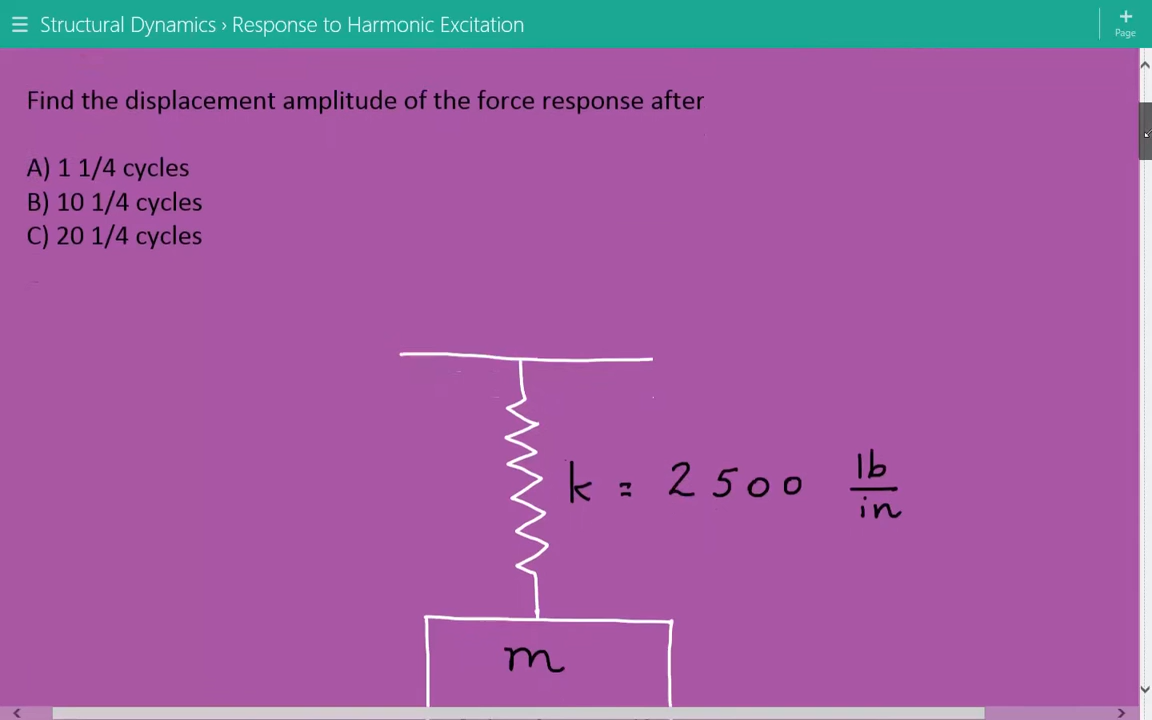 Structural Dynamics › Response to Harmonic Excitation
Page
Find the displacement amplitude of the force response after
A) 1 1/4 cycles
B) 10 1/4 cycles
C) 20 1/4 cycles
k = 2500 lb/in
m